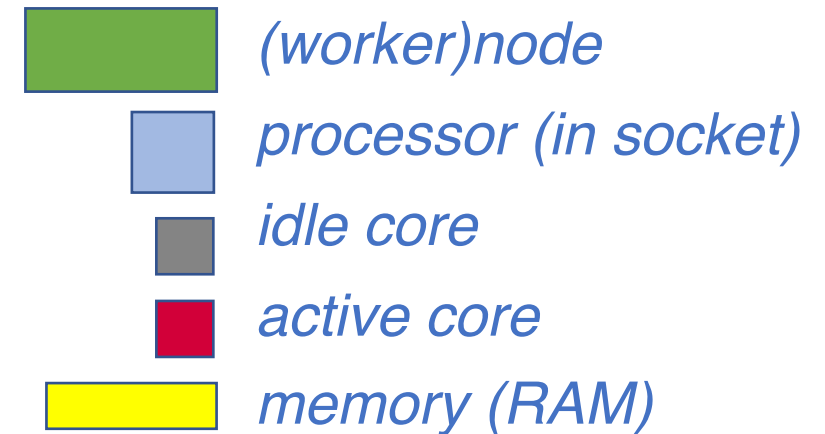 (worker)node
processor (in socket)
idle core
active core
memory (RAM)